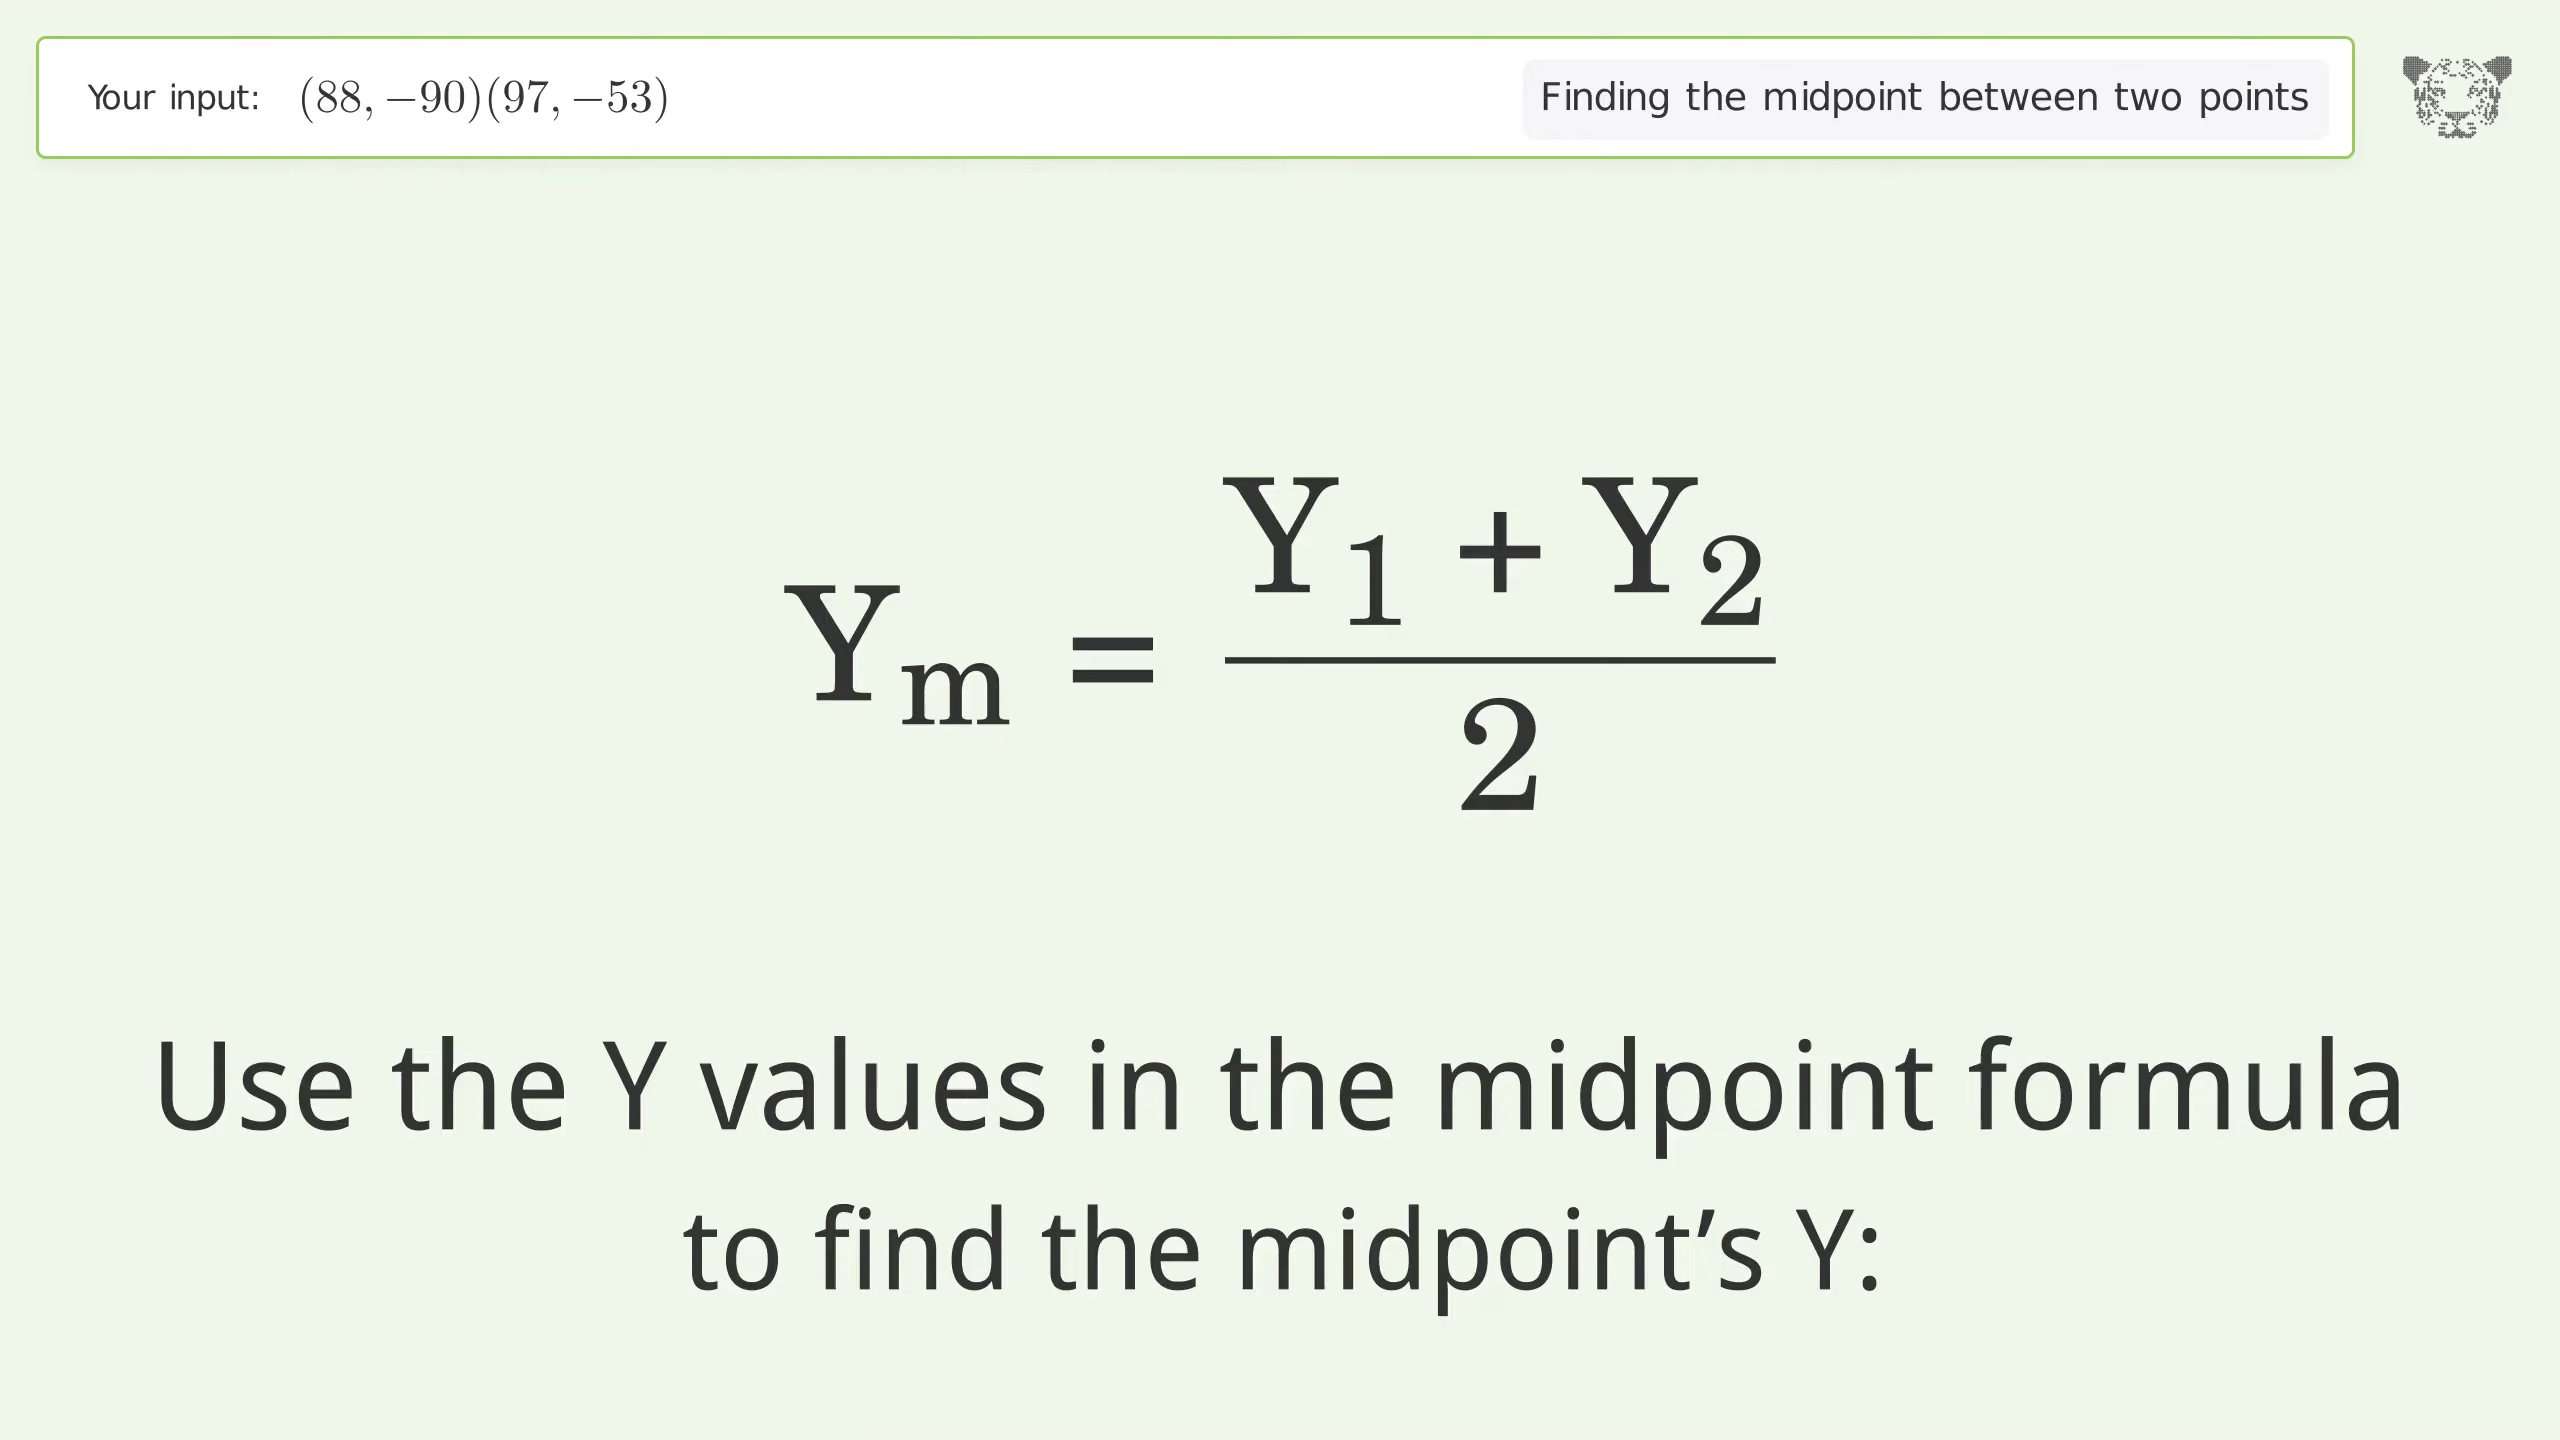 Your input: (88, −90)(97, −53)
Finding the midpoint between two points
Yₘ = (Y₁ + Y₂) / 2
Use the Y values in the midpoint formula
to find the midpoint’s Y: